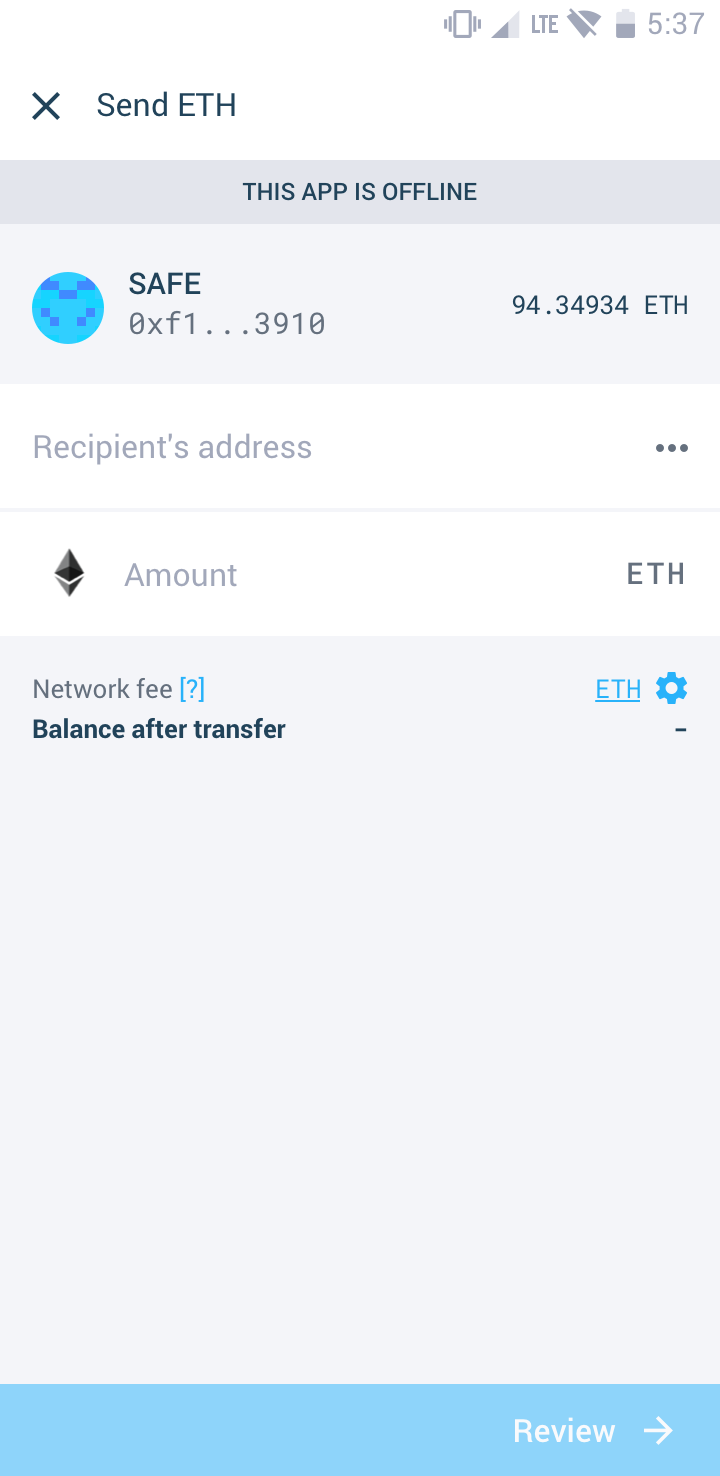 LTE 5:37
Send ETH
THIS APP IS OFFLINE
SAFE
0xf1...3910
94.34934 ETH
Recipient's address
Amount ETH
Network fee [?] ETH
Balance after transfer –
Review